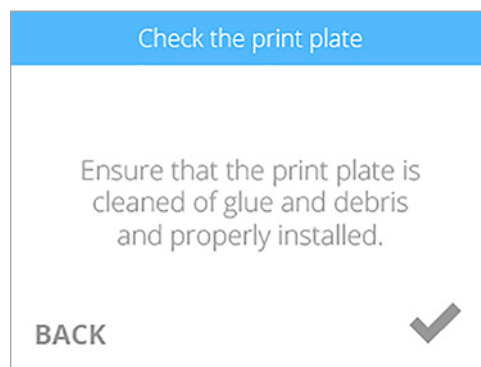 Check the print plate
Ensure that the print plate is
cleaned of glue and debris
and properly installed.
BACK